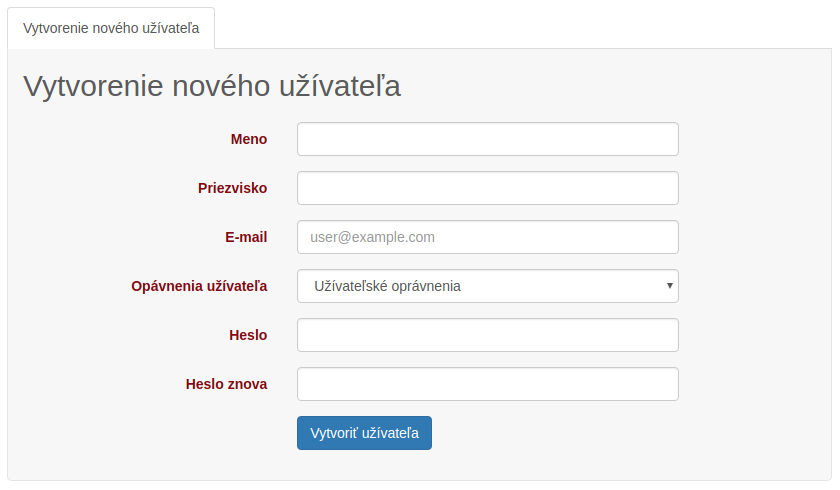 Vytvorenie nového užívateľa
Vytvorenie nového užívateľa
Meno
Priezvisko
E-mail user@example.com
Opávnenia užívateľa Užívateľské oprávnenia
Heslo
Heslo znova
Vytvoriť užívateľa